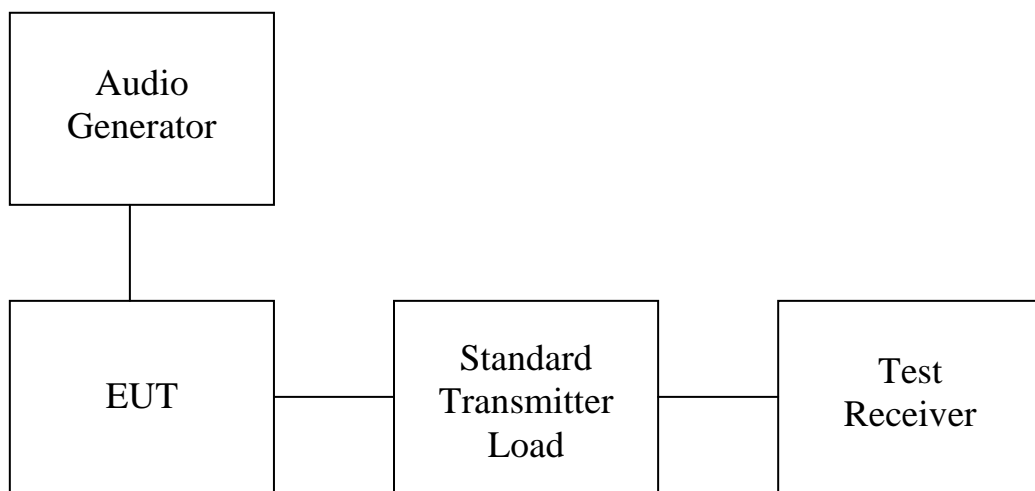 Audio
Generator
EUT
Standard
Transmitter
Load
Test
Receiver